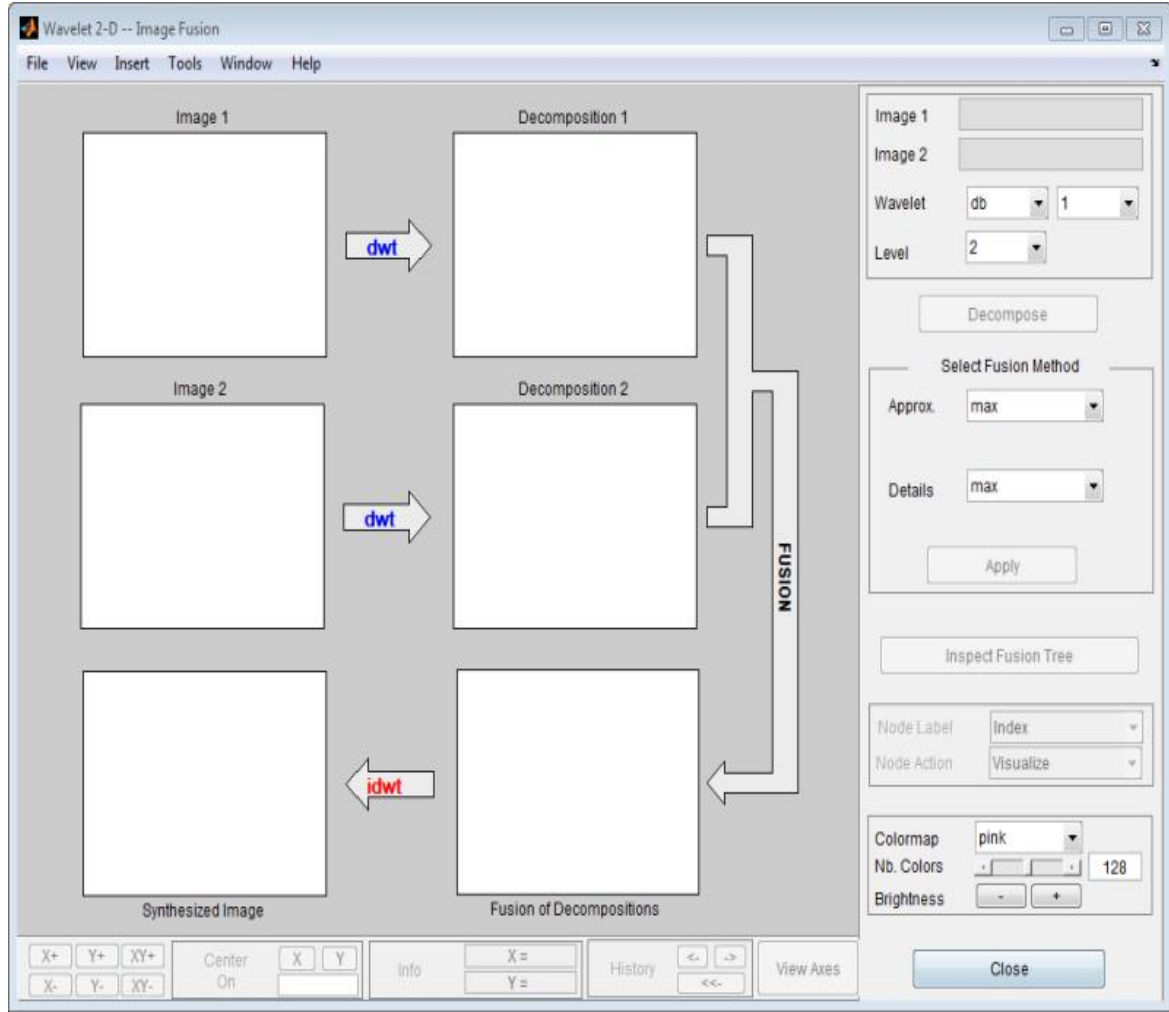 Wavelet 2-D -- Image Fusion
File View Insert Tools Window Help
Image 1
Decomposition 1
dwt
Image 2
Decomposition 2
dwt
FUSION
idwt
Synthesized Image
Fusion of Decompositions
Image 1
Image 2
Wavelet db 1
Level 2
Decompose
Select Fusion Method
Approx. max
Details max
Apply
Inspect Fusion Tree
Node Label Index
Node Action Visualize
Colormap pink
Nb. Colors 128
Brightness - +
X+ Y+ XY+
X- Y- XY-
Center On
X Y
Info
X =
Y =
History
<- ->
<<-
View Axes
Close